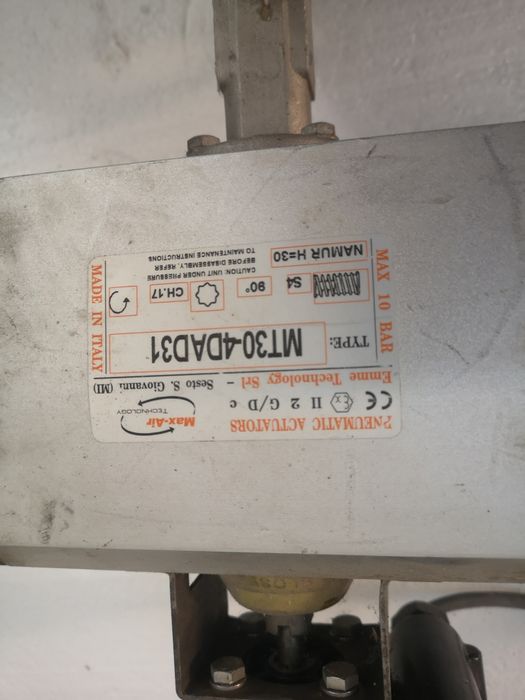 PNEUMATIC ACTUATORS
CE Ex II 2 G/D c
Max-Air
TECHNOLOGY
Emme Technology Srl - Sesto S. Giovanni (MI)
TYPE: MT30-4DAD31
MAX 10 BAR
S4 90° CH.17
NAMUR H=30
CAUTION: UNIT UNDER PRESSURE
BEFORE DISASSEMBLY, REFER
TO MAINTENANCE INSTRUCTIONS
MADE IN ITALY